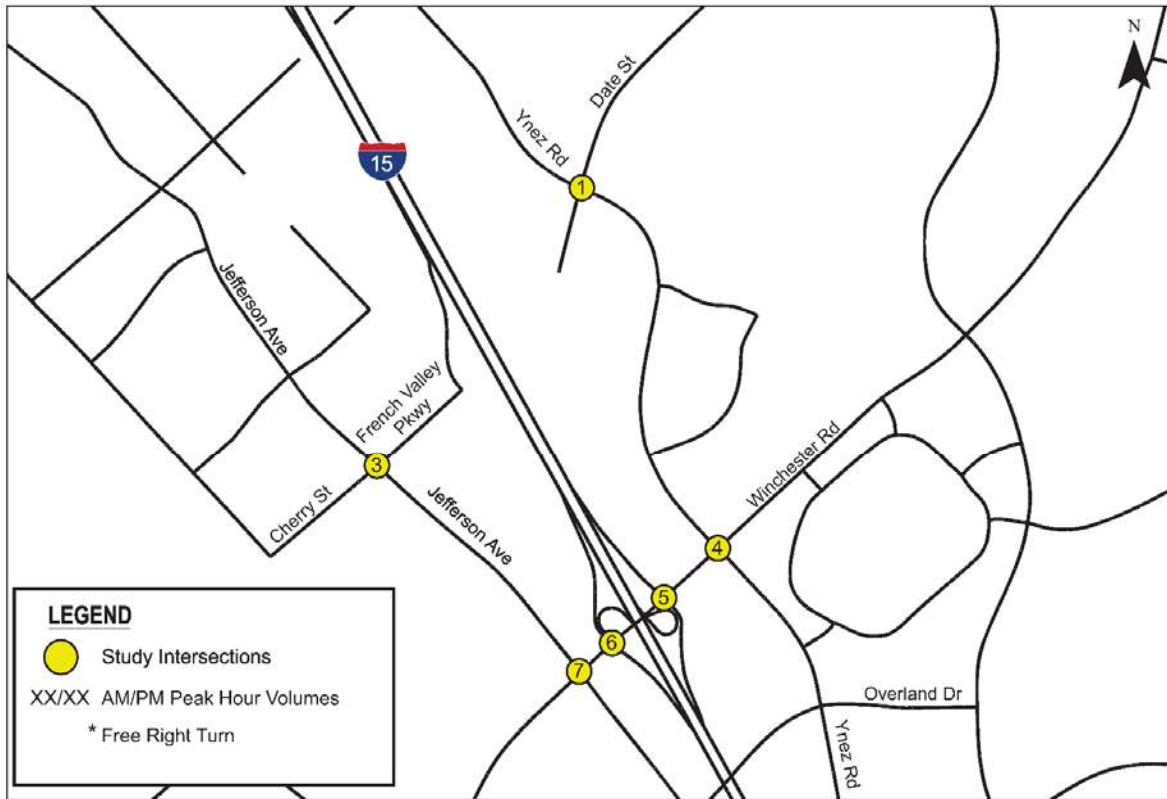 N
Date St
Ynez Rd
15
1
Jefferson Ave
French Valley
Pkwy
3
Cherry St
Jefferson Ave
Winchester Rd
4
5
6
7
Overland Dr
Ynez Rd
LEGEND
Study Intersections
XX/XX AM/PM Peak Hour Volumes
* Free Right Turn